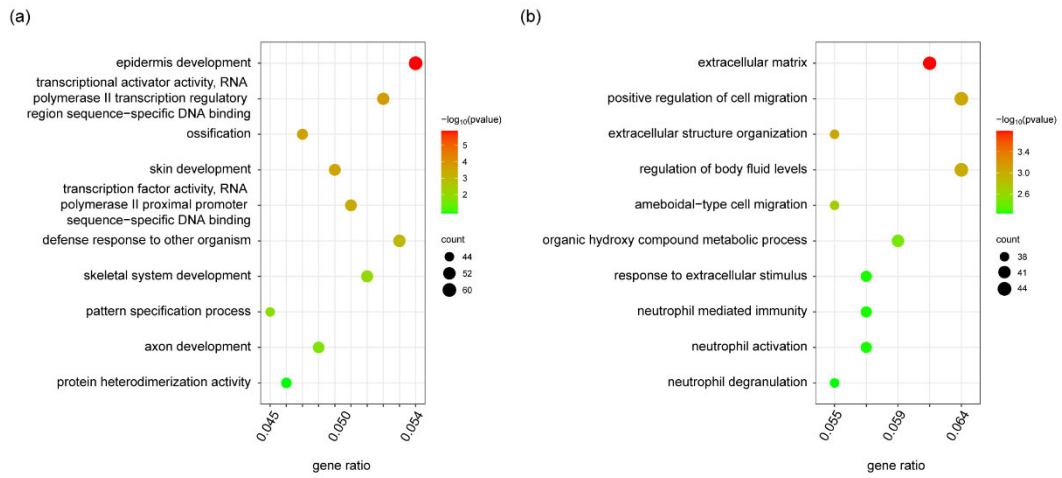 (a)
epidermis development
transcriptional activator activity, RNA
polymerase II transcription regulatory
region sequence−specific DNA binding
ossification
skin development
transcription factor activity, RNA
polymerase II proximal promoter
sequence−specific DNA binding
defense response to other organism
skeletal system development
pattern specification process
axon development
protein heterodimerization activity
0.045
0.050
0.054
gene ratio
−log10(pvalue)
5
4
3
2
count
44
52
60
(b)
extracellular matrix
positive regulation of cell migration
extracellular structure organization
regulation of body fluid levels
ameboidal−type cell migration
organic hydroxy compound metabolic process
response to extracellular stimulus
neutrophil mediated immunity
neutrophil activation
neutrophil degranulation
0.055
0.059
0.064
gene ratio
−log10(pvalue)
3.4
3.0
2.6
count
38
41
44